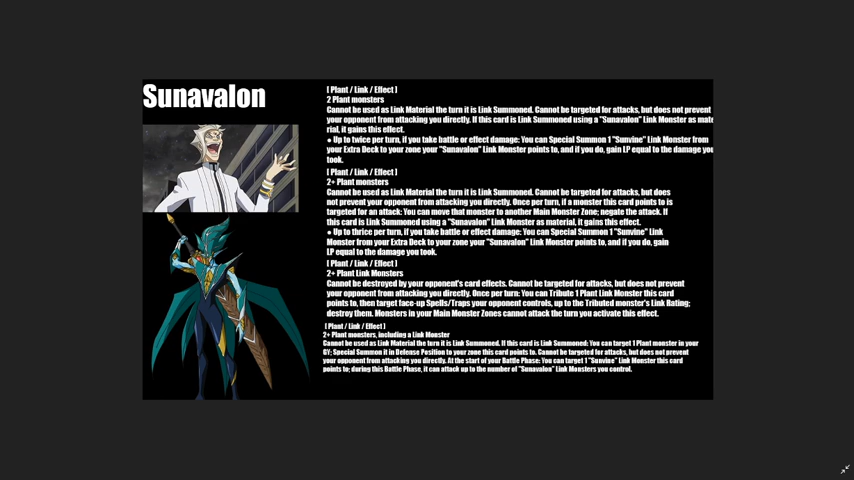 Sunavalon
[ Plant / Link / Effect ]
2 Plant monsters
Cannot be used as Link Material the turn it is Link Summoned. Cannot be targeted for attacks, but does not prevent
your opponent from attacking you directly. If this card is Link Summoned using a "Sunavalon" Link Monster as mate
rial, it gains this effect.
● Up to twice per turn, if you take battle or effect damage: You can Special Summon 1 "Sunvine" Link Monster from
your Extra Deck to your zone your "Sunavalon" Link Monster points to, and if you do, gain LP equal to the damage you
took.
[ Plant / Link / Effect ]
2+ Plant monsters
Cannot be used as Link Material the turn it is Link Summoned. Cannot be targeted for attacks, but does
not prevent your opponent from attacking you directly. Once per turn, if a monster this card points to is
targeted for an attack: You can move that monster to another Main Monster Zone; negate the attack. If
this card is Link Summoned using a "Sunavalon" Link Monster as material, it gains this effect.
● Up to thrice per turn, if you take battle or effect damage: You can Special Summon 1 "Sunvine" Link
Monster from your Extra Deck to your zone your "Sunavalon" Link Monster points to, and if you do, gain
LP equal to the damage you took.
[ Plant / Link / Effect ]
2+ Plant Link Monsters
Cannot be destroyed by your opponent's card effects. Cannot be targeted for attacks, but does not prevent
your opponent from attacking you directly. Once per turn: You can Tribute 1 Plant Link Monster this card
points to, then target face-up Spells/Traps your opponent controls, up to the Tributed monster's Link Rating;
destroy them. Monsters in your Main Monster Zones cannot attack the turn you activate this effect.
[ Plant / Link / Effect ]
2+ Plant monsters, including a Link Monster
Cannot be used as Link Material the turn it is Link Summoned. If this card is Link Summoned: You can target 1 Plant monster in your
GY; Special Summon it in Defense Position to your zone this card points to. Cannot be targeted for attacks, but does not prevent
your opponent from attacking you directly. At the start of your Battle Phase: You can target 1 "Sunvine" Link Monster this card
points to; during this Battle Phase, it can attack up to the number of "Sunavalon" Link Monsters you control.